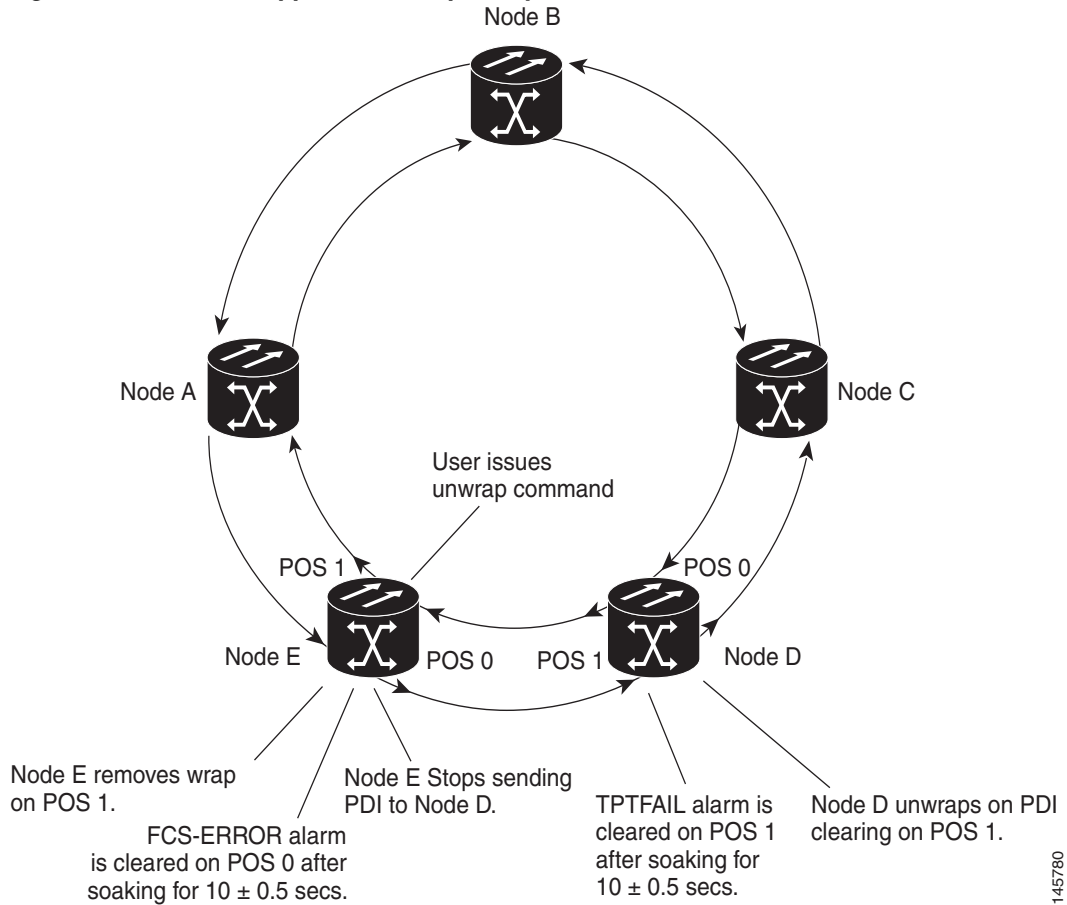 Node B
Node A
Node C
User issues
unwrap command
POS 1
POS 0
Node E
POS 0
POS 1
Node D
Node E removes wrap
on POS 1.
FCS-ERROR alarm
is cleared on POS 0 after
soaking for 10 ± 0.5 secs.
Node E Stops sending
PDI to Node D.
TPTFAIL alarm is
cleared on POS 1
after soaking for
10 ± 0.5 secs.
Node D unwraps on PDI
clearing on POS 1.
145780